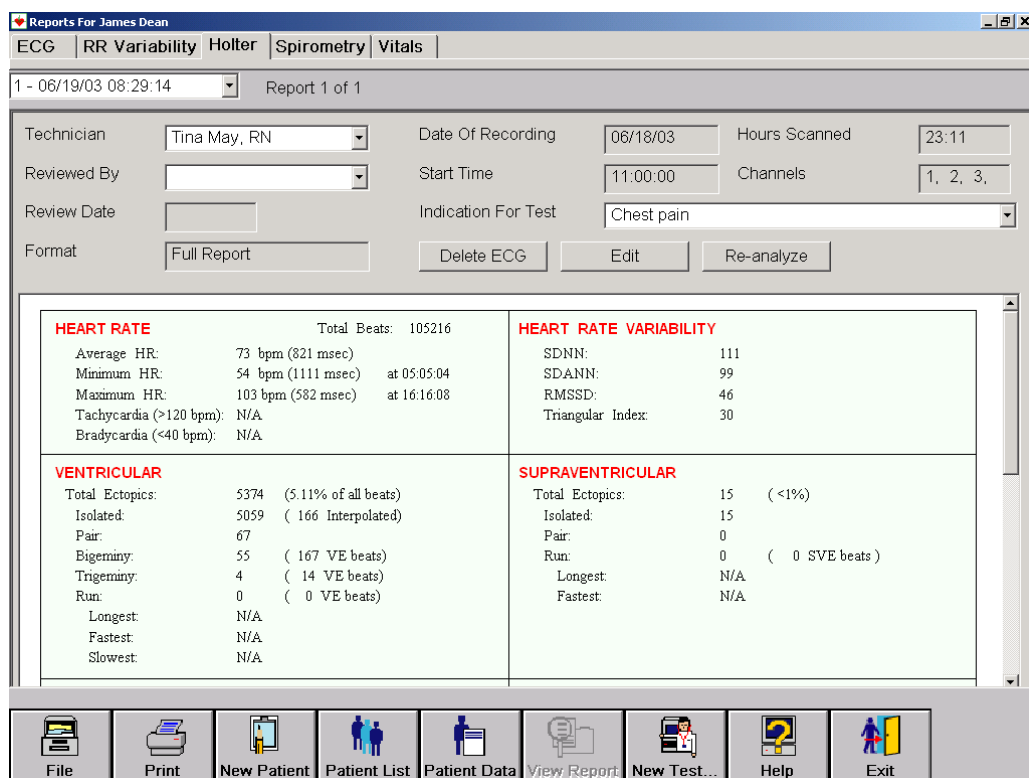 Reports For James Dean
ECG RR Variability Holter Spirometry Vitals
1 - 06/19/03 08:29:14 Report 1 of 1
Technician Tina May, RN Date Of Recording 06/18/03 Hours Scanned 23:11
Reviewed By Start Time 11:00:00 Channels 1, 2, 3,
Review Date Indication For Test Chest pain
Format Full Report Delete ECG Edit Re-analyze
HEART RATE Total Beats: 105216
Average HR: 73 bpm (821 msec)
Minimum HR: 54 bpm (1111 msec) at 05:05:04
Maximum HR: 103 bpm (582 msec) at 16:16:08
Tachycardia (>120 bpm): N/A
Bradycardia (<40 bpm): N/A
HEART RATE VARIABILITY
SDNN: 111
SDANN: 99
RMSSD: 46
Triangular Index: 30
VENTRICULAR
Total Ectopics: 5374 (5.11% of all beats)
Isolated: 5059 ( 166 Interpolated)
Pair: 67
Bigeminy: 55 ( 167 VE beats)
Trigeminy: 4 ( 14 VE beats)
Run: 0 ( 0 VE beats)
Longest: N/A
Fastest: N/A
Slowest: N/A
SUPRAVENTRICULAR
Total Ectopics: 15 ( <1%)
Isolated: 15
Pair: 0
Run: 0 ( 0 SVE beats )
Longest: N/A
Fastest: N/A
File Print New Patient Patient List Patient Data View Report New Test... Help Exit